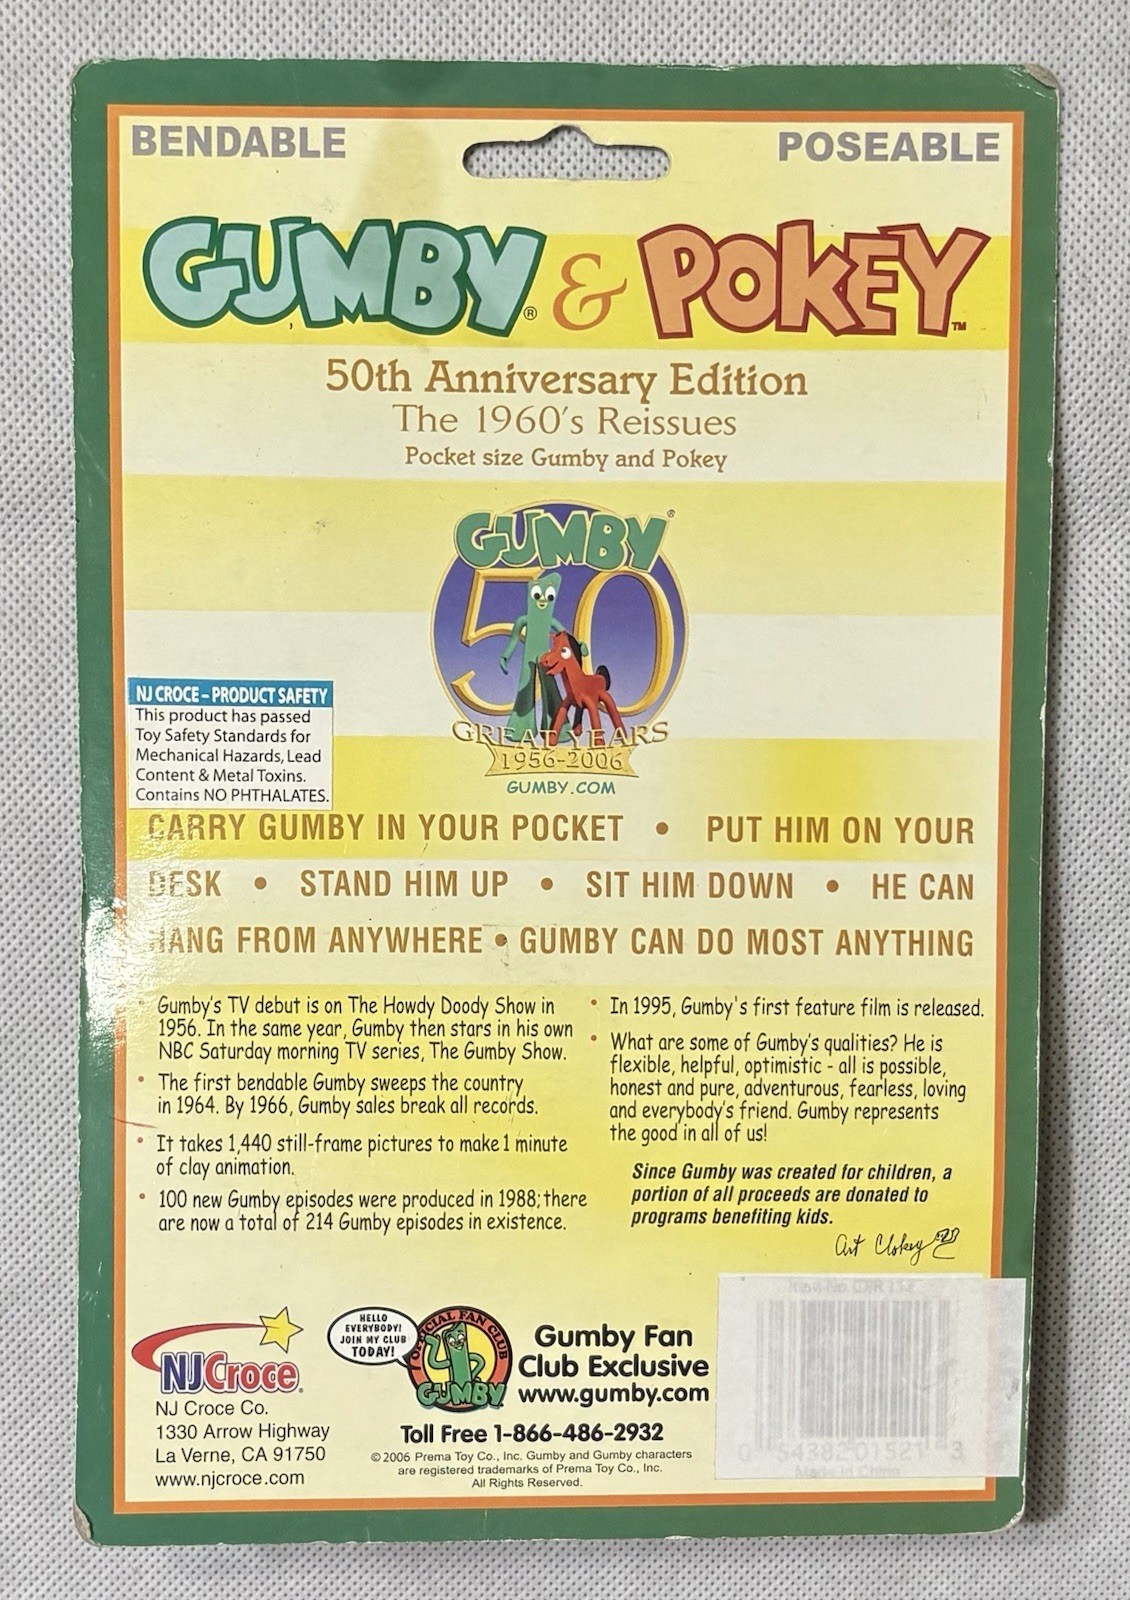 BENDABLE
POSEABLE
GUMBY® & POKEY™
50th Anniversary Edition
The 1960's Reissues
Pocket size Gumby and Pokey
GUMBY®
50
GREAT YEARS
1956-2006
GUMBY.COM
NJ CROCE – PRODUCT SAFETY
This product has passed
Toy Safety Standards for
Mechanical Hazards, Lead
Content & Metal Toxins.
Contains NO PHTHALATES.
CARRY GUMBY IN YOUR POCKET • PUT HIM ON YOUR
DESK • STAND HIM UP • SIT HIM DOWN • HE CAN
HANG FROM ANYWHERE • GUMBY CAN DO MOST ANYTHING
• Gumby's TV debut is on The Howdy Doody Show in
1956. In the same year, Gumby then stars in his own
NBC Saturday morning TV series, The Gumby Show.
• The first bendable Gumby sweeps the country
in 1964. By 1966, Gumby sales break all records.
• It takes 1,440 still-frame pictures to make 1 minute
of clay animation.
• 100 new Gumby episodes were produced in 1988; there
are now a total of 214 Gumby episodes in existence.
• In 1995, Gumby's first feature film is released.
• What are some of Gumby's qualities? He is
flexible, helpful, optimistic - all is possible,
honest and pure, adventurous, fearless, loving
and everybody's friend. Gumby represents
the good in all of us!
Since Gumby was created for children, a
portion of all proceeds are donated to
programs benefiting kids.
Art Clokey
NJCroce®
NJ Croce Co.
1330 Arrow Highway
La Verne, CA 91750
www.njcroce.com
HELLO
EVERYBODY!
JOIN MY CLUB
TODAY!
OFFICIAL FAN CLUB
GUMBY
Gumby Fan
Club Exclusive
www.gumby.com
Toll Free 1-866-486-2932
©2006 Prema Toy Co., Inc. Gumby and Gumby characters
are registered trademarks of Prema Toy Co., Inc.
All Rights Reserved.
Made in China